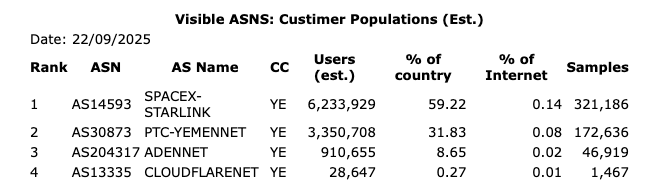 Visible ASNS: Custimer Populations (Est.)
Date: 22/09/2025
Rank ASN AS Name CC Users (est.) % of country % of Internet Samples
1 AS14593 SPACEX-STARLINK YE 6,233,929 59.22 0.14 321,186
2 AS30873 PTC-YEMENNET YE 3,350,708 31.83 0.08 172,636
3 AS204317 ADENNET YE 910,655 8.65 0.02 46,919
4 AS13335 CLOUDFLARENET YE 28,647 0.27 0.01 1,467